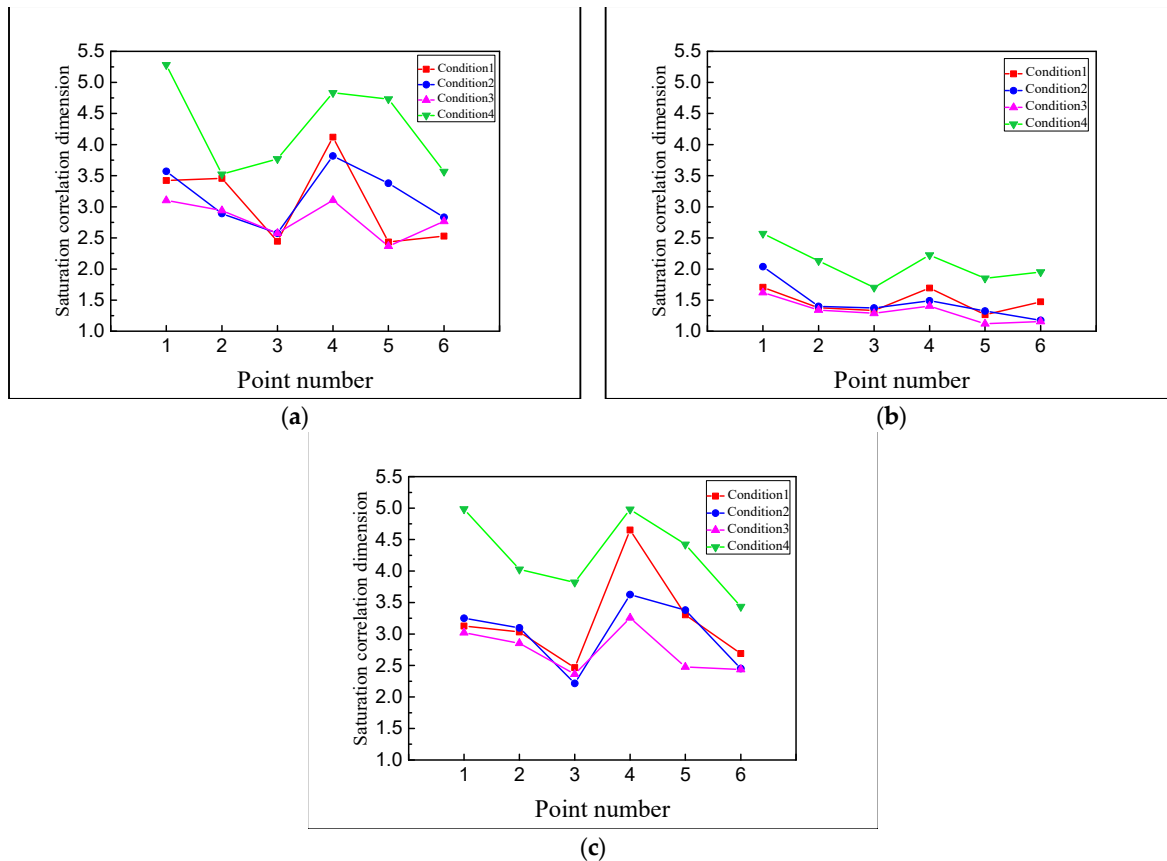 5.5
5.0
4.5
4.0
3.5
3.0
2.5
2.0
1.5
1.0
Saturation correlation dimension
Condition1
Condition2
Condition3
Condition4
1 2 3 4 5 6
Point number
(a)
5.5
5.0
4.5
4.0
3.5
3.0
2.5
2.0
1.5
1.0
Saturation correlation dimension
Condition1
Condition2
Condition3
Condition4
1 2 3 4 5 6
Point number
(b)
5.5
5.0
4.5
4.0
3.5
3.0
2.5
2.0
1.5
1.0
Saturation correlation dimension
Condition1
Condition2
Condition3
Condition4
1 2 3 4 5 6
Point number
(c)